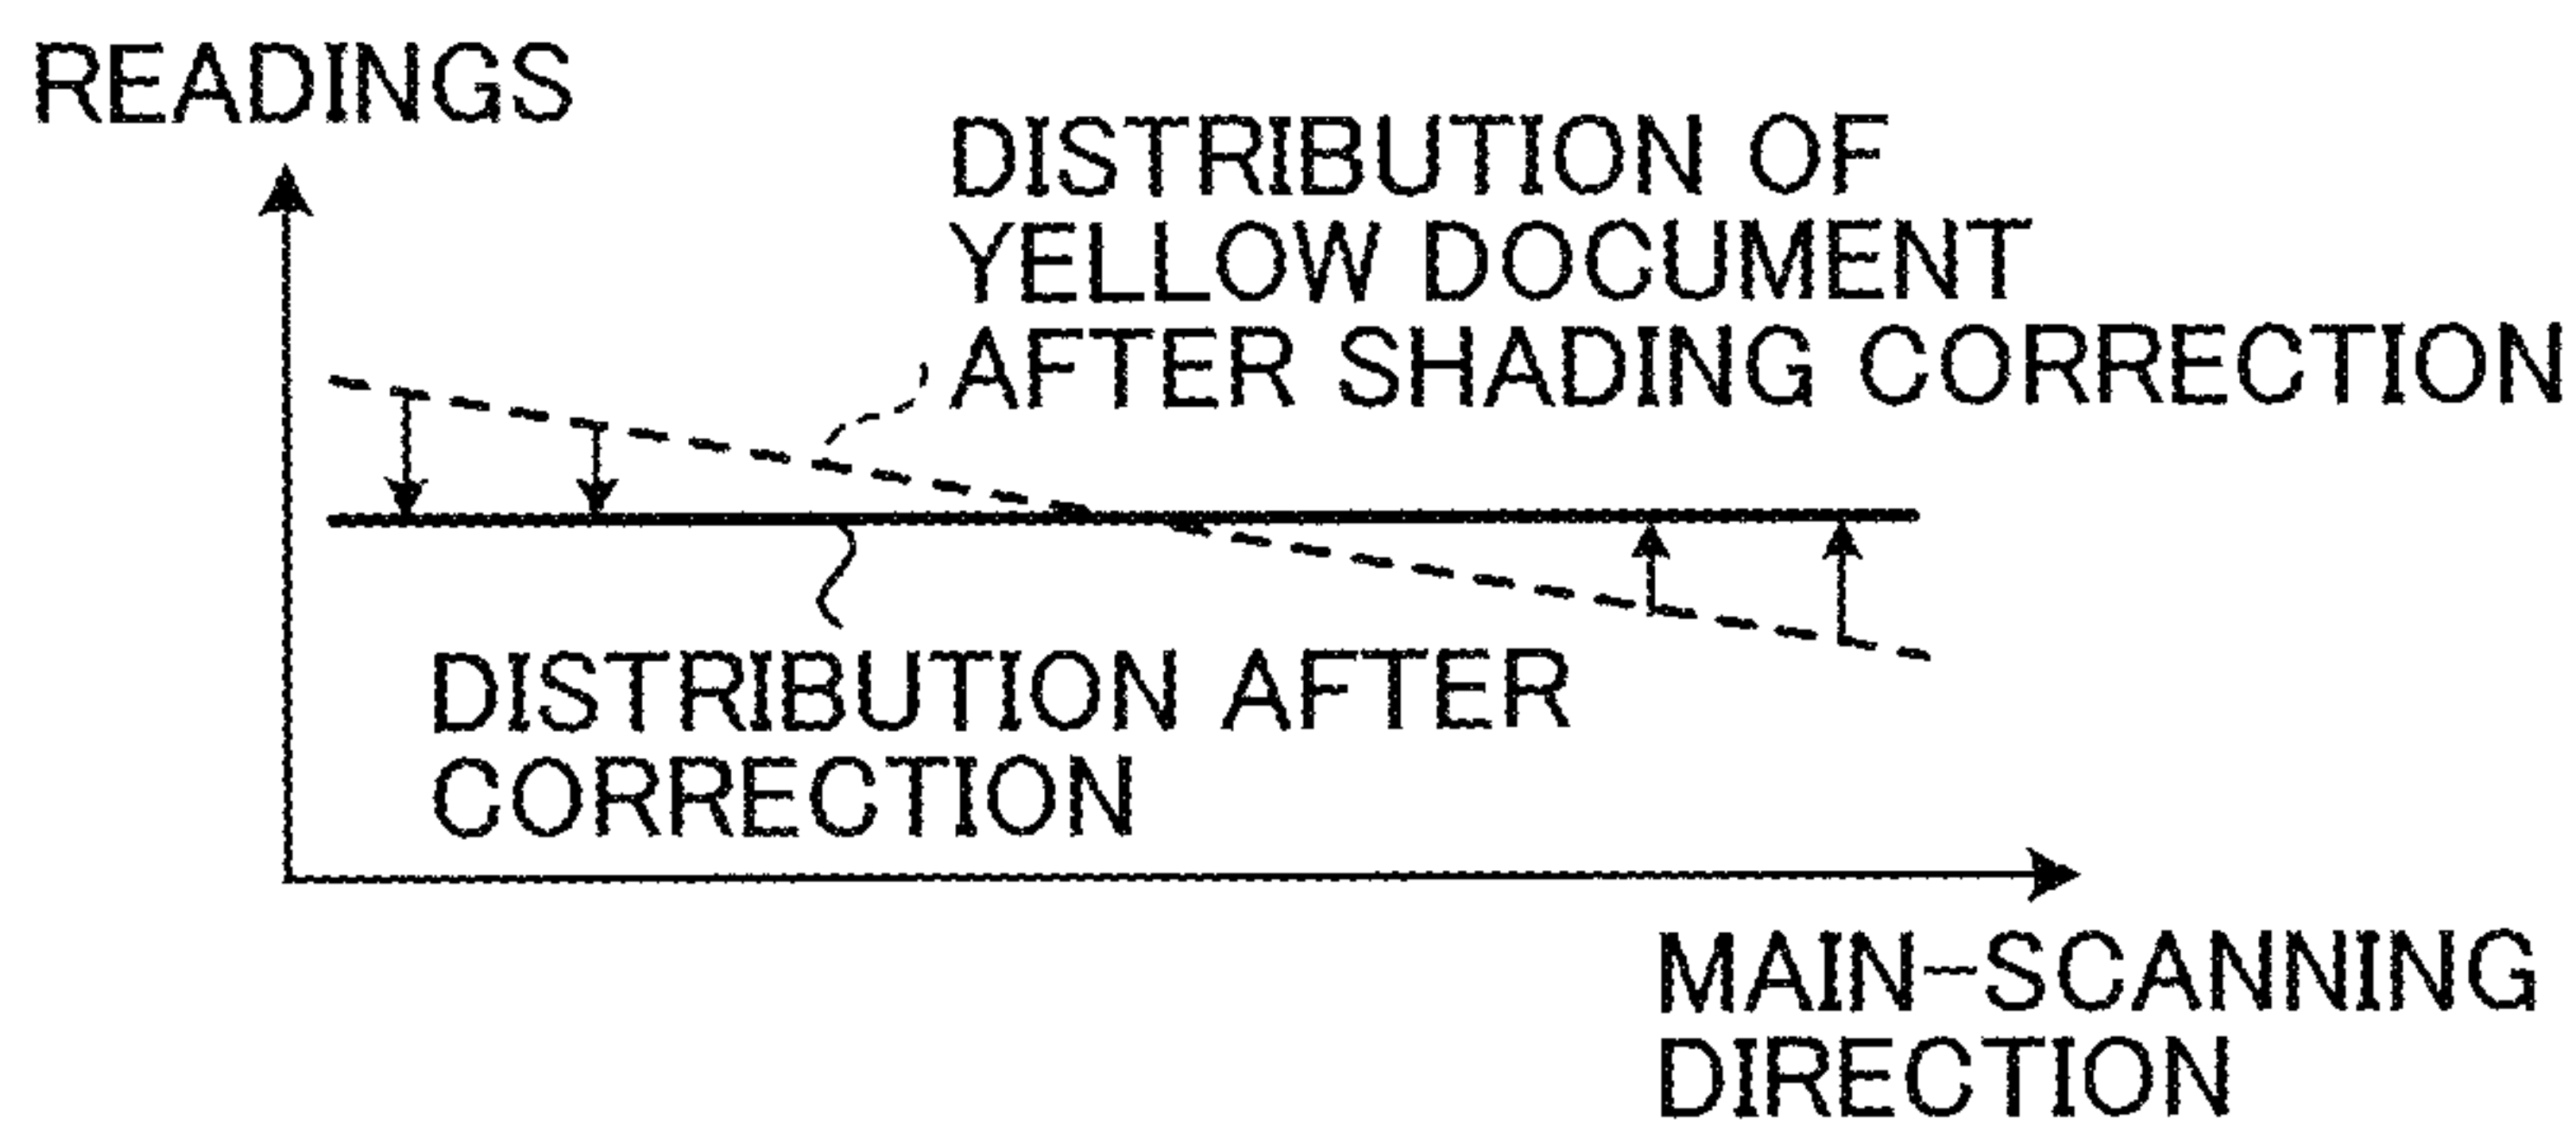 READINGS
DISTRIBUTION OF
YELLOW DOCUMENT
AFTER SHADING CORRECTION
DISTRIBUTION AFTER
CORRECTION
MAIN-SCANNING
DIRECTION